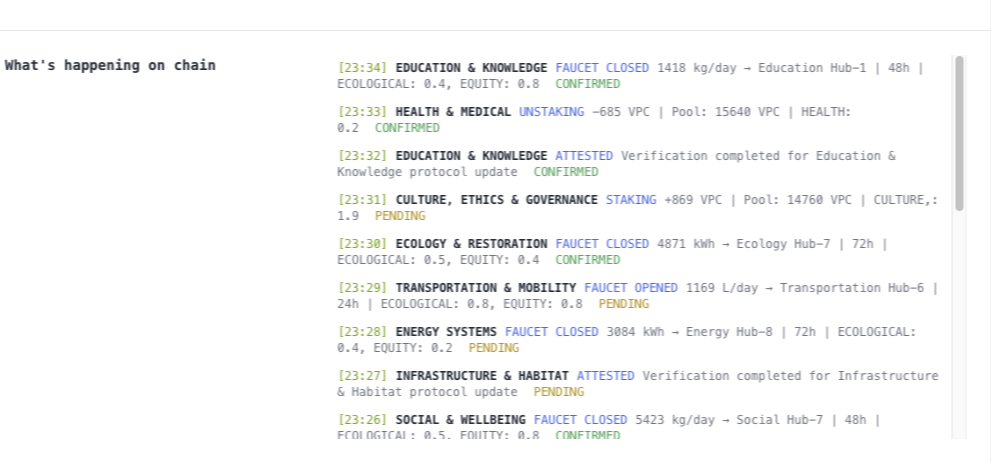 What's happening on chain
[23:34] EDUCATION & KNOWLEDGE FAUCET CLOSED 1418 kg/day → Education Hub-1 | 48h |
ECOLOGICAL: 0.4, EQUITY: 0.8 CONFIRMED
[23:33] HEALTH & MEDICAL UNSTAKING -685 VPC | Pool: 15640 VPC | HEALTH:
0.2 CONFIRMED
[23:32] EDUCATION & KNOWLEDGE ATTESTED Verification completed for Education &
Knowledge protocol update CONFIRMED
[23:31] CULTURE, ETHICS & GOVERNANCE STAKING +869 VPC | Pool: 14760 VPC | CULTURE,:
1.9 PENDING
[23:30] ECOLOGY & RESTORATION FAUCET CLOSED 4871 kWh → Ecology Hub-7 | 72h |
ECOLOGICAL: 0.5, EQUITY: 0.4 CONFIRMED
[23:29] TRANSPORTATION & MOBILITY FAUCET OPENED 1169 L/day → Transportation Hub-6 |
24h | ECOLOGICAL: 0.8, EQUITY: 0.8 PENDING
[23:28] ENERGY SYSTEMS FAUCET CLOSED 3084 kWh → Energy Hub-8 | 72h | ECOLOGICAL:
0.4, EQUITY: 0.2 PENDING
[23:27] INFRASTRUCTURE & HABITAT ATTESTED Verification completed for Infrastructure
& Habitat protocol update PENDING
[23:26] SOCIAL & WELLBEING FAUCET CLOSED 5423 kg/day → Social Hub-7 | 48h |
ECOLOGICAL: 0.5, EQUITY: 0.8 CONFIRMED